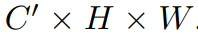 C′ × H × W.